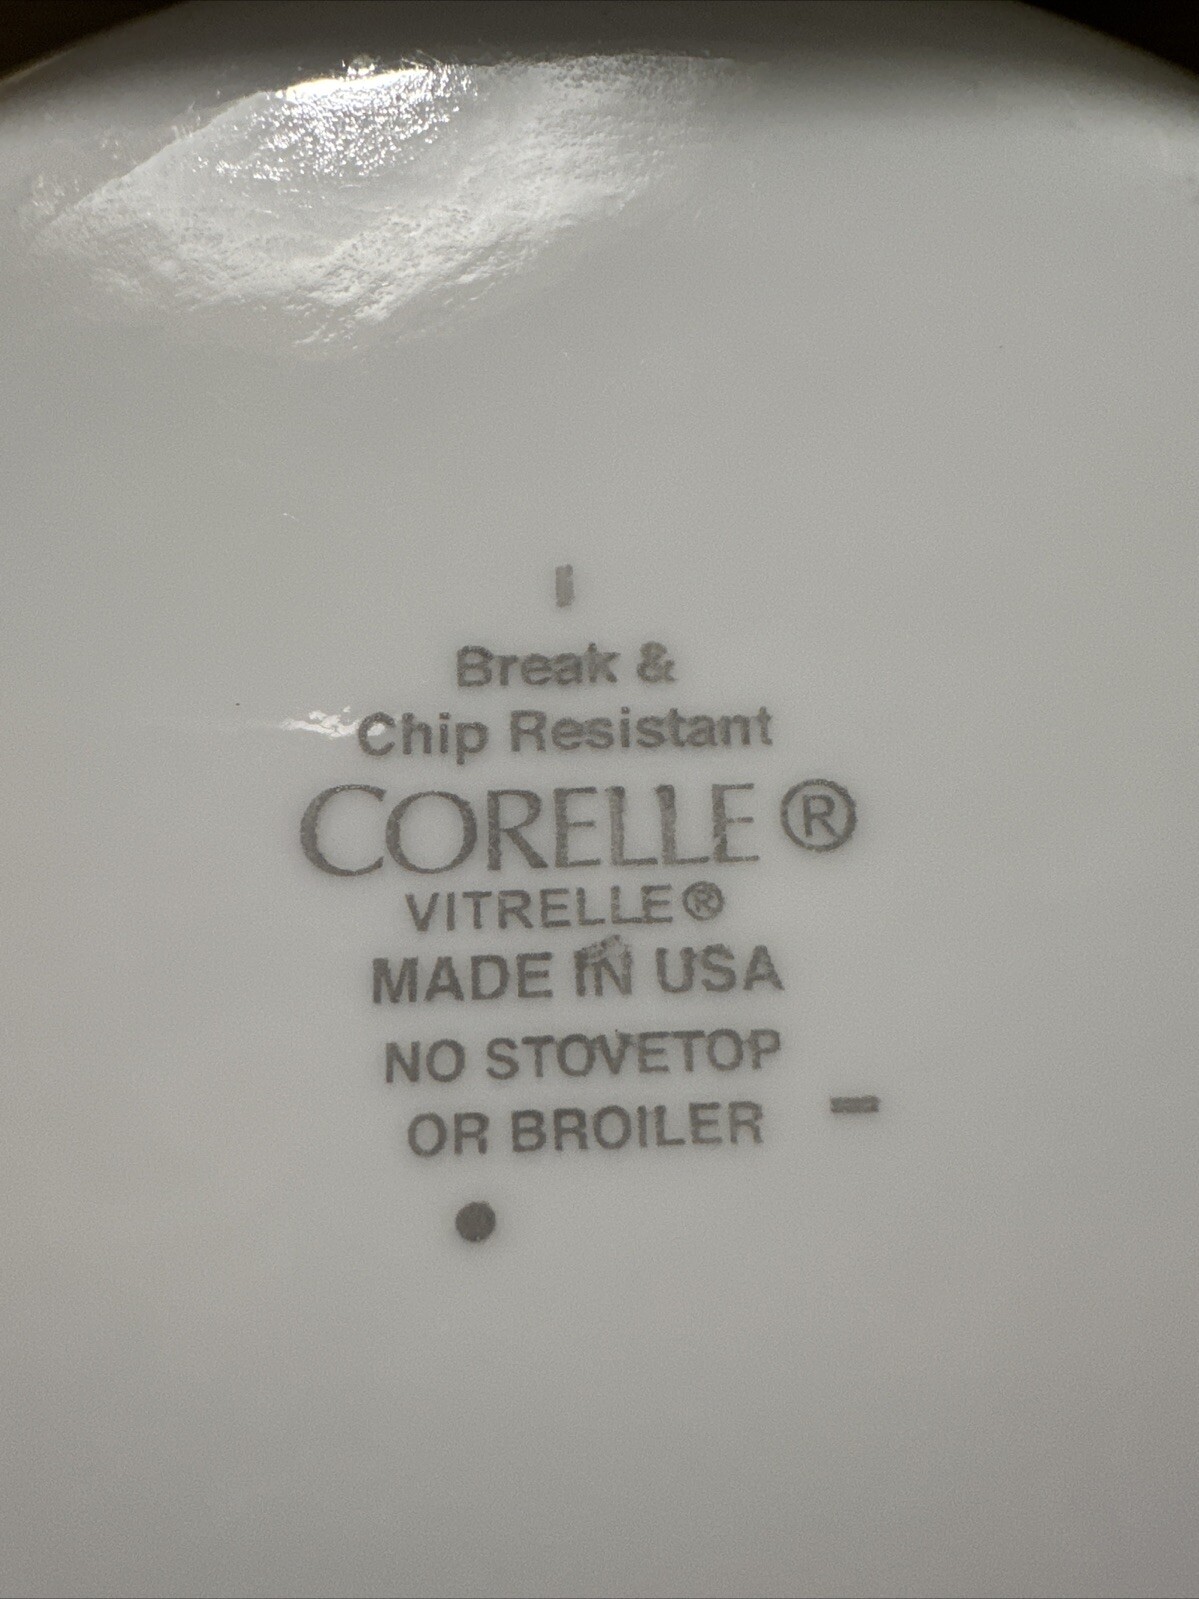 Break &
Chip Resistant
CORELLE®
VITRELLE®
MADE IN USA
NO STOVETOP
OR BROILER